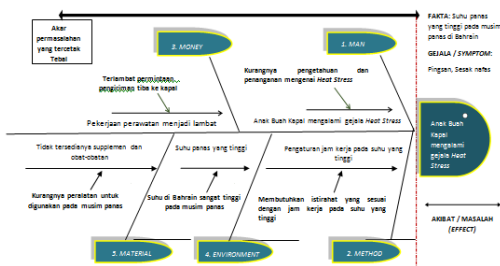 Akar
permasalahan
yang tercetak
Tebal
3. MONEY
1. MAN
FAKTA: Suhu panas
yang tinggi pada musim
panas di Bahrain
GEJALA / SYMPTOM:
Pingsan, Sesak nafas
Terlambat permintaan
pengiriman tiba ke kapal
Kurangnya pengetahuan dan
penanganan mengenai Heat Stress
Pekerjaan perawatan menjadi lambat
Anak Buah Kapal mengalami gejala Heat Stress
Anak Buah
Kapal
mengalami
gejala Heat
Stress
Tidak tersedianya supplemen dan
obat-obatan
Suhu panas yang tinggi
Pengaturan jam kerja pada suhu yang
tinggi
Kurangnya peralatan untuk
digunakan pada musim panas
Suhu di Bahrain sangat tinggi
pada musim panas
Membutuhkan istirahat yang sesuai
dengan jam kerja pada suhu yang
tinggi
AKIBAT / MASALAH
(EFFECT)
5. MATERIAL
4. ENVIRONMENT
2. METHOD